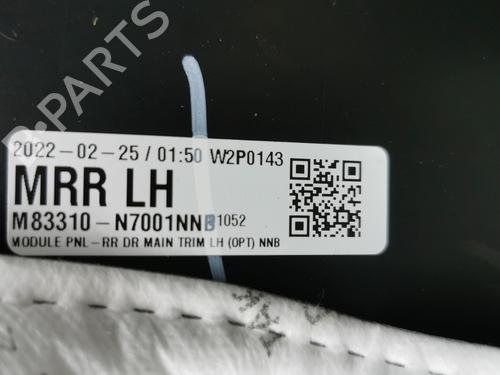 2022-02-25 / 01:50 W2P0143
MRR LH
M83310-N7001NNB 1052
MODULE PNL-RR DR MAIN TRIM LH (OPT) NNB
B-PARTS